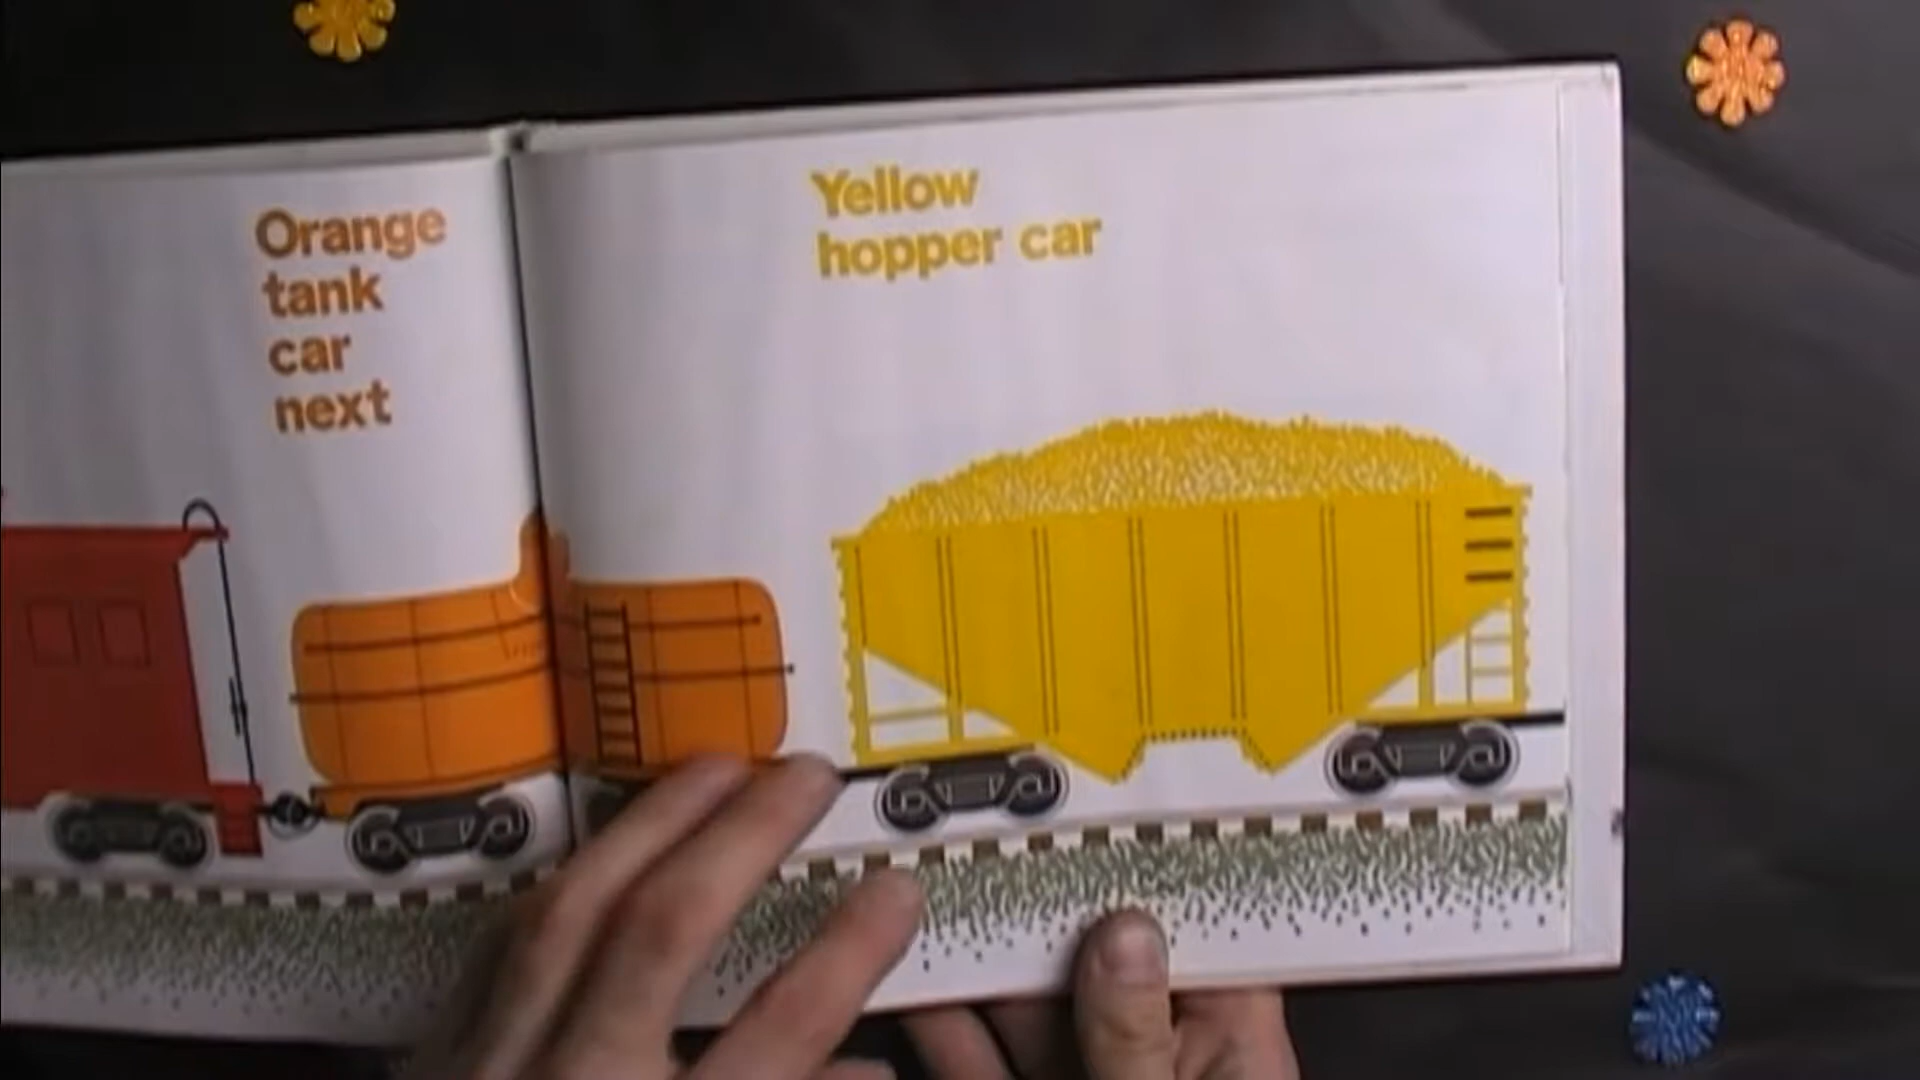 Orange
tank
car
next
Yellow
hopper car